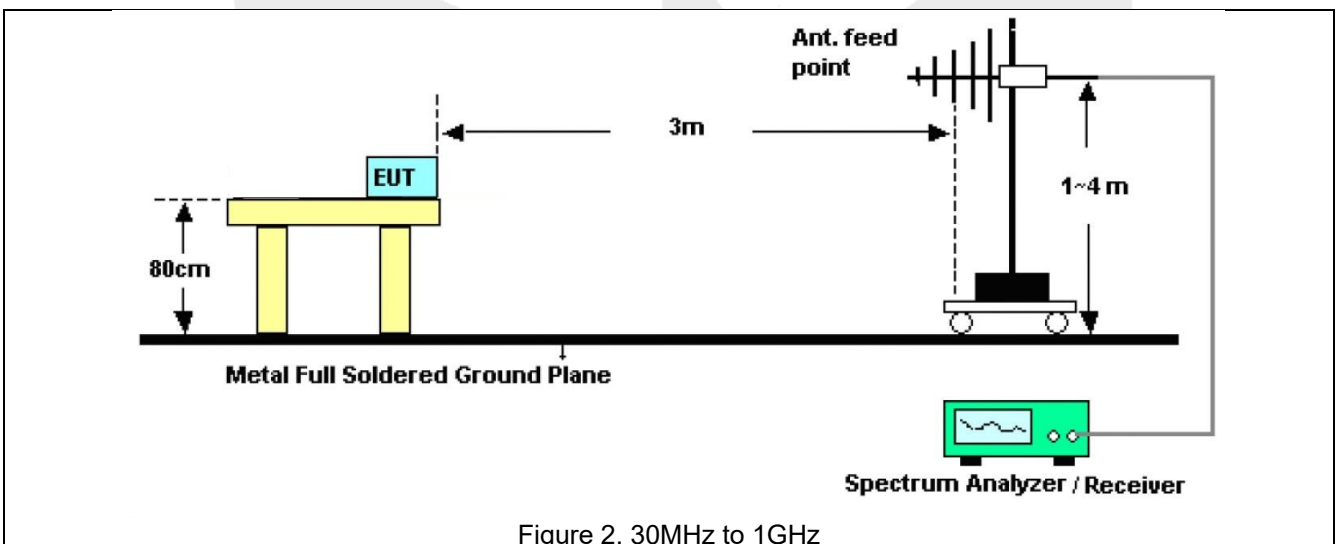 Ant. feed
point
3m
EUT
1~4 m
80cm
Metal Full Soldered Ground Plane
Spectrum Analyzer / Receiver
Figure 2. 30MHz to 1GHz